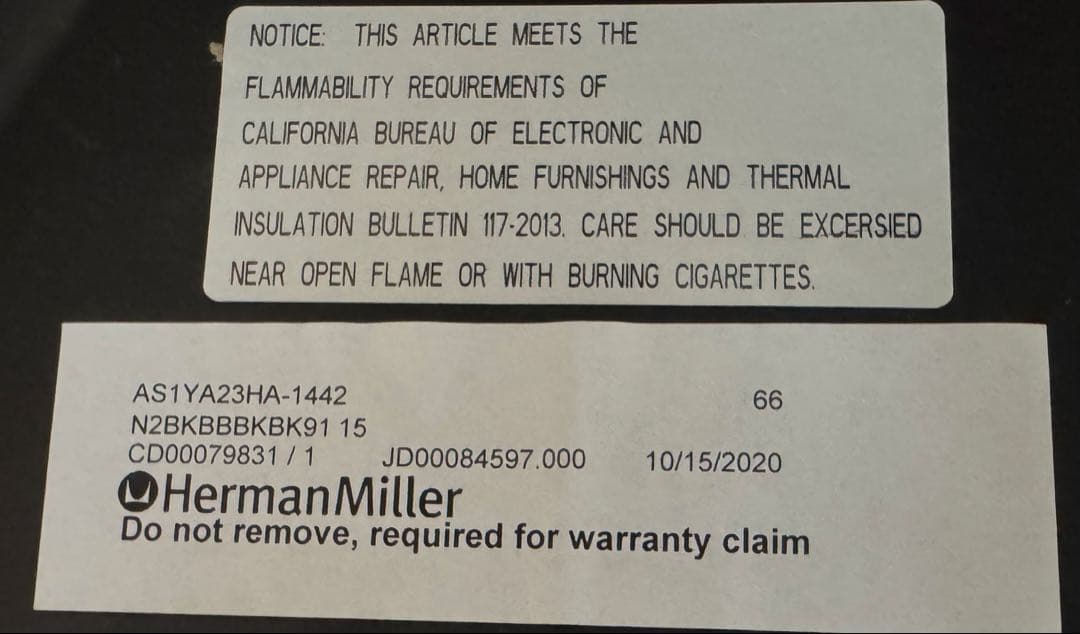 NOTICE: THIS ARTICLE MEETS THE
FLAMMABILITY REQUIREMENTS OF
CALIFORNIA BUREAU OF ELECTRONIC AND
APPLIANCE REPAIR, HOME FURNISHINGS AND THERMAL
INSULATION BULLETIN 117-2013. CARE SHOULD BE EXCERSIED
NEAR OPEN FLAME OR WITH BURNING CIGARETTES.
AS1YA23HA-1442 66
N2BKBBBKBK91 15
CD00079831 / 1 JD00084597.000 10/15/2020
HermanMiller
Do not remove, required for warranty claim